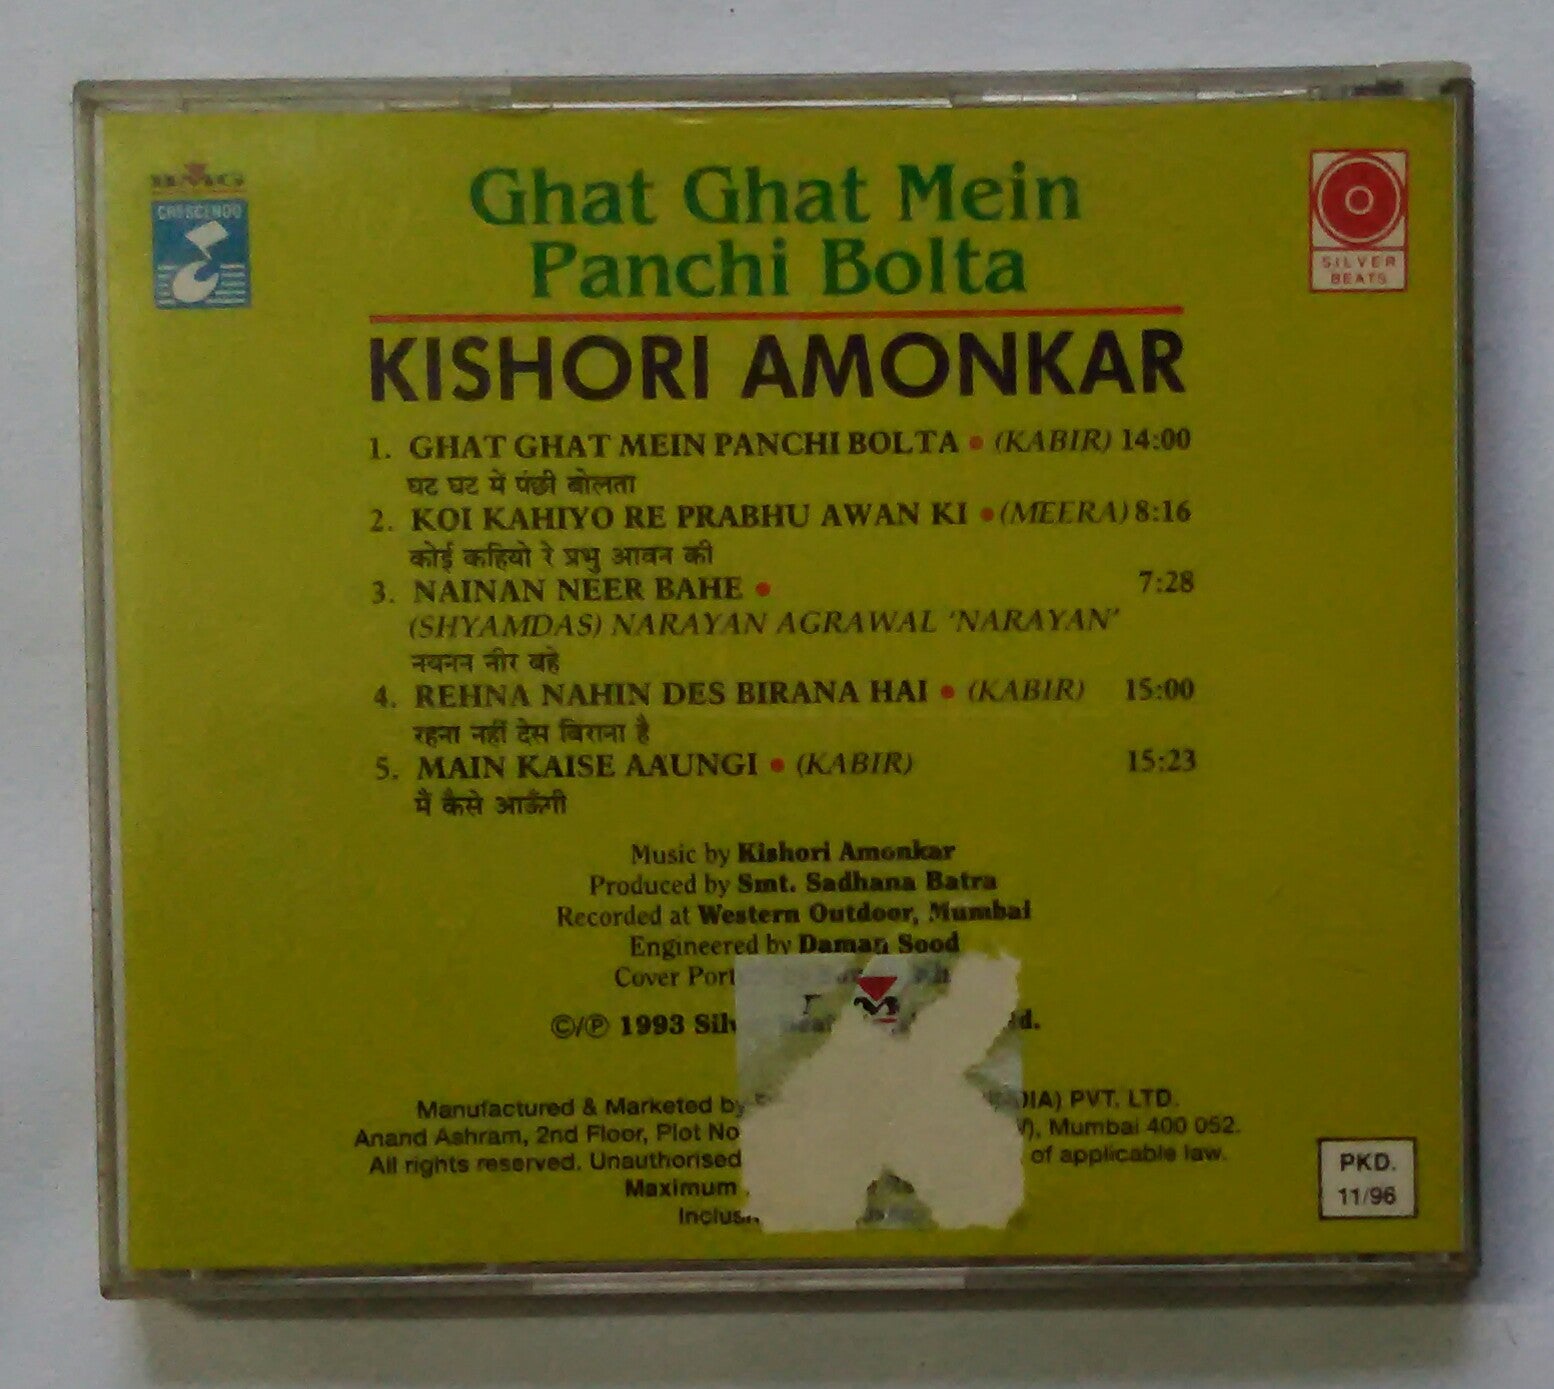 BMG
CRESCENDO
Ghat Ghat Mein
Panchi Bolta
SILVER
BEATS
KISHORI AMONKAR
1. GHAT GHAT MEIN PANCHI BOLTA • (KABIR) 14:00
घट घट में पंछी बोलता
2. KOI KAHIYO RE PRABHU AWAN KI • (MEERA) 8:16
कोई कहियो रे प्रभु आवन की
3. NAINAN NEER BAHE • 7:28
(SHYAMDAS) NARAYAN AGRAWAL 'NARAYAN'
नयनन नीर बहे
4. REHNA NAHIN DES BIRANA HAI • (KABIR) 15:00
रहना नहीं देस बिराना है
5. MAIN KAISE AAUNGI • (KABIR) 15:23
मैं कैसे आऊँगी
Music by Kishori Amonkar
Produced by Smt. Sadhana Batra
Recorded at Western Outdoor, Mumbai
Engineered by Daman Sood
Cover
©/℗ 1993
Manufactured & Marketed by PVT. LTD.
Anand Ashram, 2nd Floor, Plot No Mumbai 400 052.
All rights reserved. Unauthorised of applicable law.
Maximum
PKD.
11/96